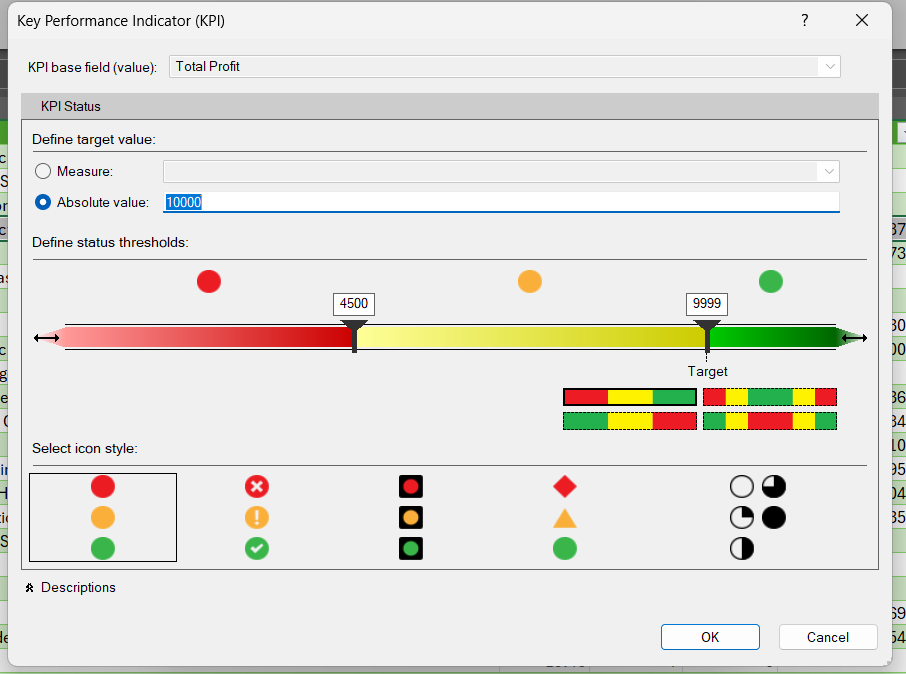 Key Performance Indicator (KPI)
?
KPI base field (value): Total Profit
KPI Status
Define target value:
Measure:
Absolute value: 10000
Define status thresholds:
4500 9999
Target
Select icon style:
Descriptions
OK Cancel